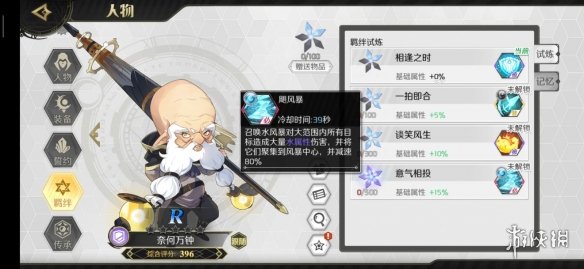 人物
人物
装备
誓约
羁绊
传承
R
奈何万钟
跟随
综合评分 396
0/100
赠送物品
飓风暴
冷却时间:39秒
召唤水风暴对大范围内所有目
标造成大量水属性伤害，并将
它们聚集到风暴中心，并减速
80%
羁绊试炼
相逢之时
基础属性 +0%
当前
一拍即合
基础属性 +5%
未解锁
谈笑风生
基础属性 +10%
未解锁
意气相投
基础属性 +15%
未解锁
0/500
试炼
记忆
游侠网